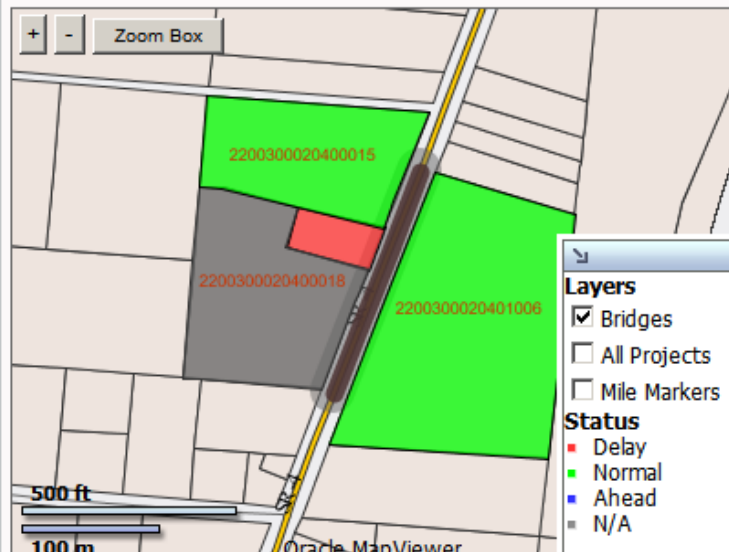 + - Zoom Box
2200300020400015
2200300020400018
2200300020401006
Layers
Bridges
All Projects
Mile Markers
Status
Delay
Normal
Ahead
N/A
500 ft
100 m
Oracle MapViewer